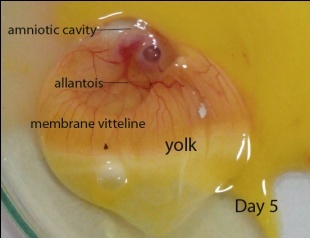 amniotic cavity
allantois
membrane vitteline
yolk
Day 5